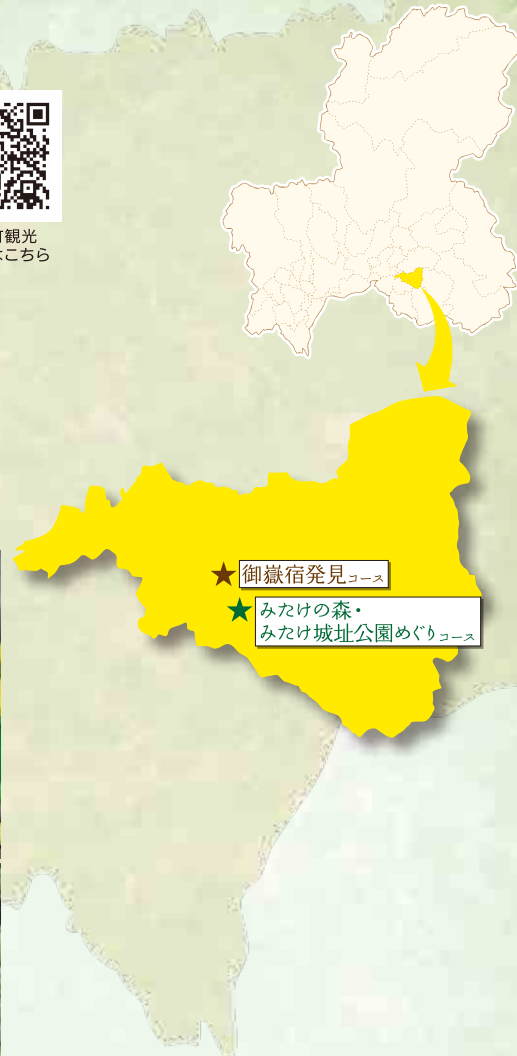 町観光
はこちら
御嶽宿発見コース
みたけの森・
みたけ城址公園めぐりコース